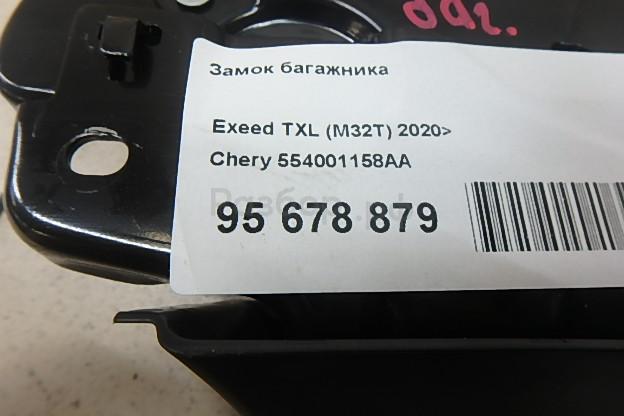 Замок багажника
Exeed TXL (M32T) 2020>
Chery 554001158AA
95 678 879